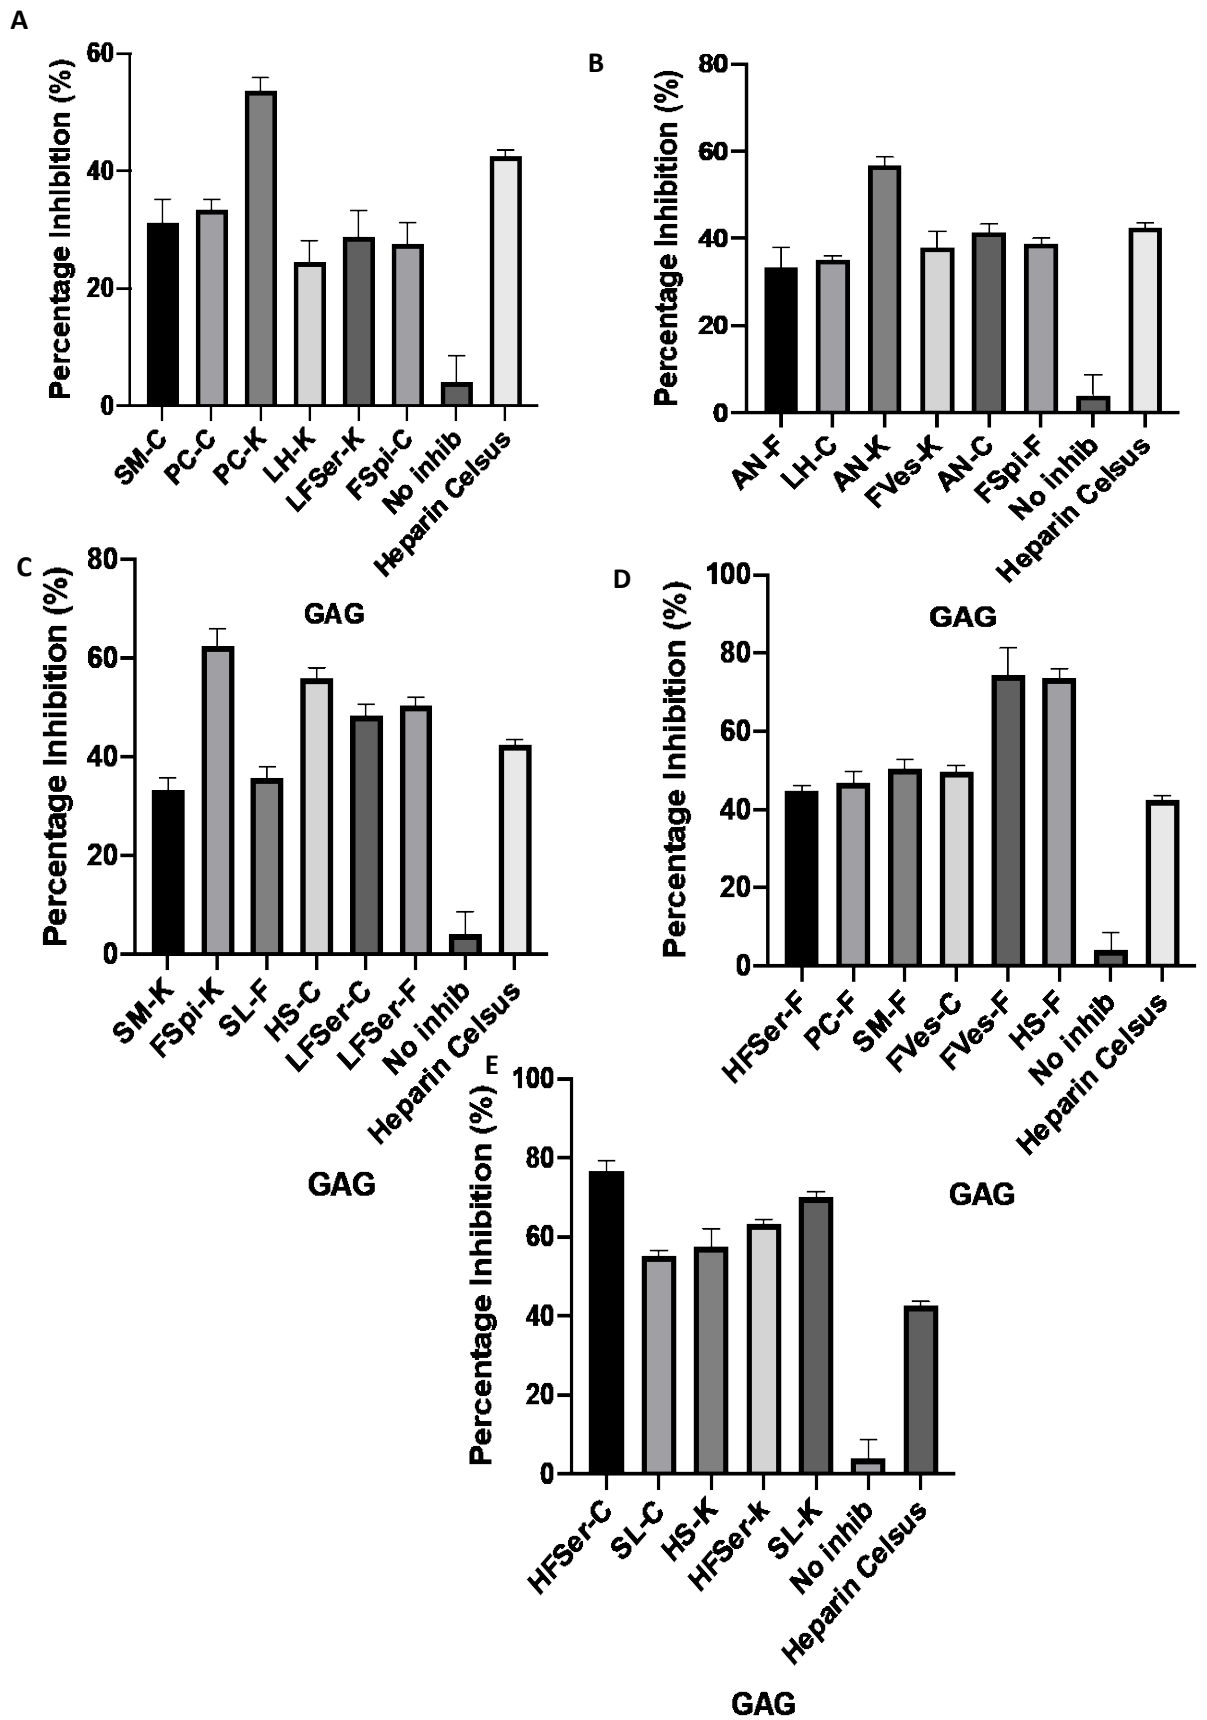 A
Percentage Inhibition (%)
60
40
20
0
SM-C
PC-C
PC-K
LH-K
LFSer-K
FSpi-C
No inhib
Heparin Celsus
GAG
B
Percentage Inhibition (%)
80
60
40
20
0
AN-F
LH-C
AN-K
FVes-K
AN-C
FSpi-F
No inhib
Heparin Celsus
GAG
C
Percentage Inhibition (%)
80
60
40
20
0
SM-K
FSpi-K
SL-F
HS-C
LFSer-C
LFSer-F
No inhib
Heparin Celsus
GAG
D
Percentage Inhibition (%)
100
80
60
40
20
0
HFSer-F
PC-F
SM-F
FVes-C
FVes-F
HS-F
No inhib
Heparin Celsus
GAG
E
Percentage Inhibition (%)
100
80
60
40
20
0
HFSer-C
SL-C
HS-K
HFSer-k
SL-K
No inhib
Heparin Celsus
GAG